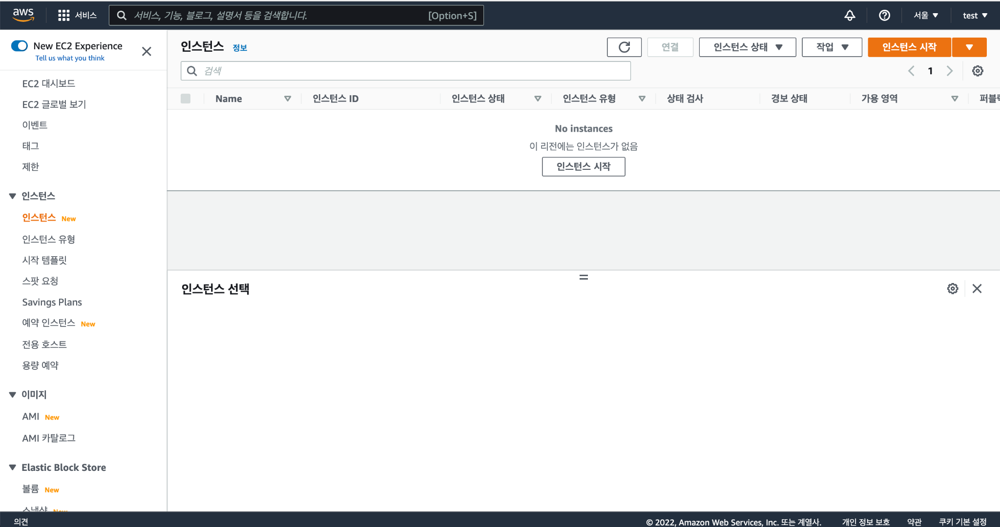 aws 서비스 서비스, 기능, 블로그, 설명서 등을 검색합니다. [Option+S] 서울 test
New EC2 Experience
Tell us what you think
EC2 대시보드
EC2 글로벌 보기
이벤트
태그
제한
인스턴스
인스턴스 New
인스턴스 유형
시작 템플릿
스팟 요청
Savings Plans
예약 인스턴스 New
전용 호스트
용량 예약
이미지
AMI New
AMI 카탈로그
Elastic Block Store
볼륨 New
스냅샷 New
인스턴스 정보 연결 인스턴스 상태 작업 인스턴스 시작
검색 1
Name 인스턴스 ID 인스턴스 상태 인스턴스 유형 상태 검사 경보 상태 가용 영역
No instances
이 리전에는 인스턴스가 없음
인스턴스 시작
인스턴스 선택
의견 © 2022, Amazon Web Services, Inc. 또는 계열사. 개인 정보 보호 약관 쿠키 기본 설정